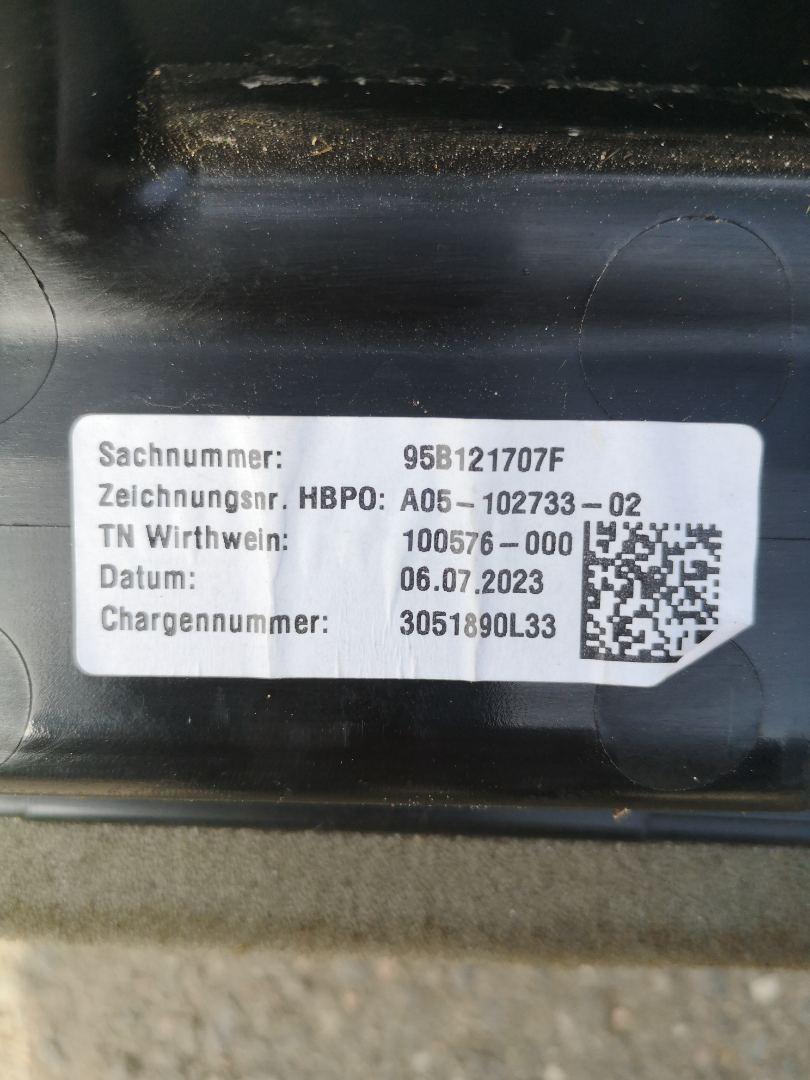 Sachnummer: 95B121707F
Zeichnungsnr. HBPO: A05-102733-02
TN Wirthwein: 100576-000
Datum: 06.07.2023
Chargennummer: 3051890L33